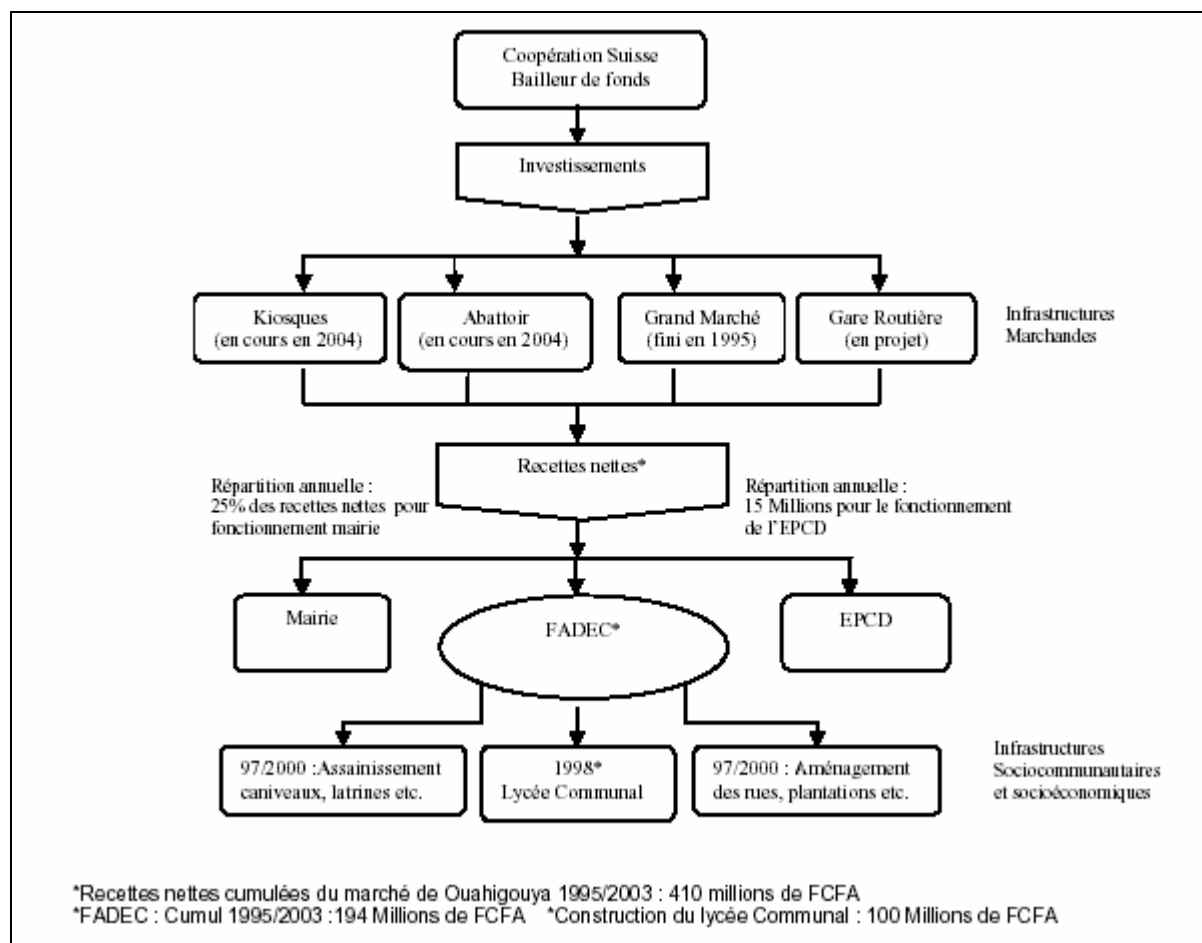 Coopération Suisse
Bailleur de fonds
Investissements
Kiosques
(en cours en 2004)
Abattoir
(en cours en 2004)
Grand Marché
(fini en 1995)
Gare Routière
(en projet)
Infrastructures
Marchandes
Recettes nettes*
Répartition annuelle :
25% des recettes nettes pour
fonctionnement mairie
Répartition annuelle :
15 Millions pour le fonctionnement
de l'EPCD
Mairie
FADEC*
EPCD
97/2000 :Assainissement
caniveaux, latrines etc.
1998*
Lycée Communal
97/2000 : Aménagement
des rues, plantations etc.
Infrastructures
Sociocommunautaires
et socioéconomiques
*Recettes nettes cumulées du marché de Ouahigouya 1995/2003 : 410 millions de FCFA
*FADEC : Cumul 1995/2003 :194 Millions de FCFA *Construction du lycée Communal : 100 Millions de FCFA